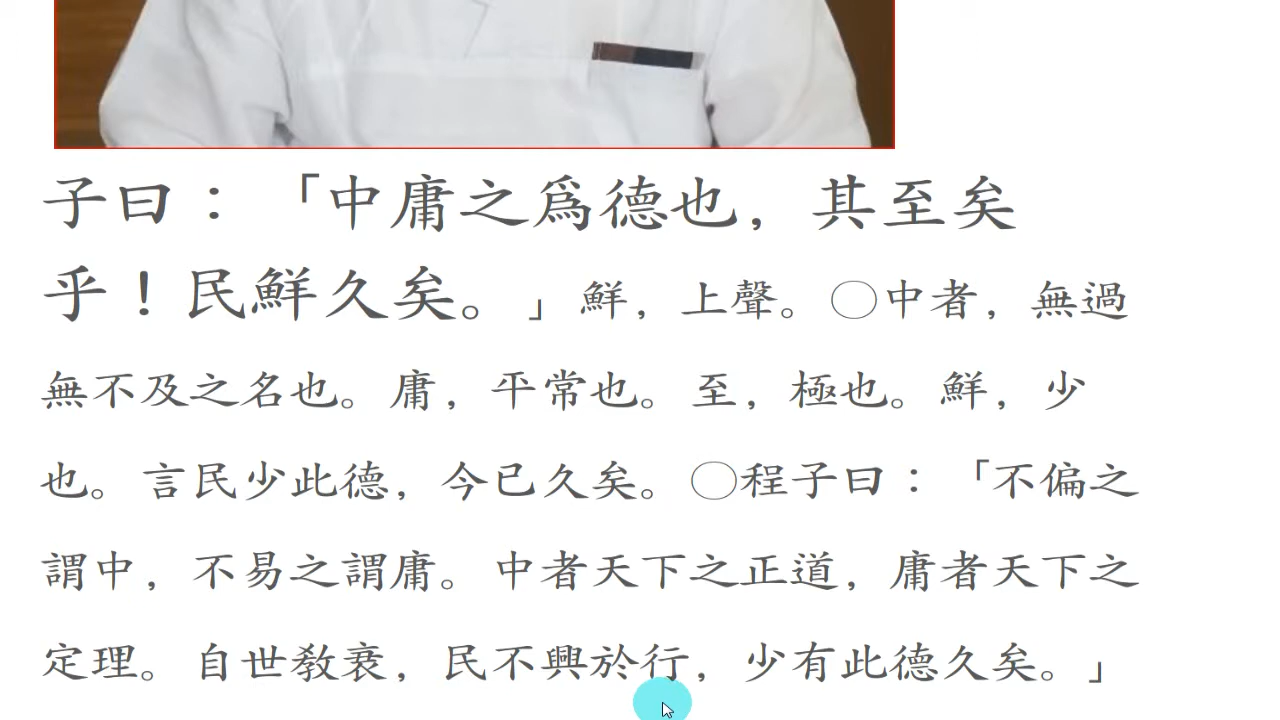 子曰：「中庸之爲德也，其至矣
乎！民鮮久矣。」鮮，上聲。○中者，無過
無不及之名也。庸，平常也。至，極也。鮮，少
也。言民少此德，今已久矣。○程子曰：「不偏之
謂中，不易之謂庸。中者天下之正道，庸者天下之
定理。自世教衰，民不興於行，少有此德久矣。」